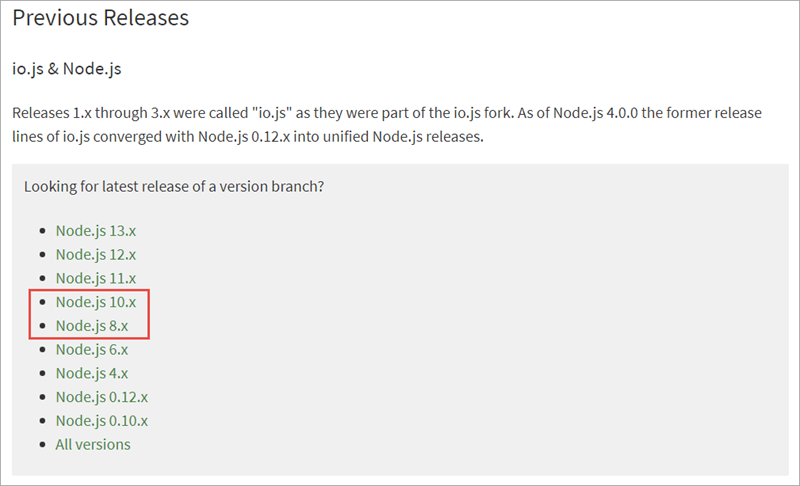 Previous Releases
io.js & Node.js
Releases 1.x through 3.x were called "io.js" as they were part of the io.js fork. As of Node.js 4.0.0 the former release
lines of io.js converged with Node.js 0.12.x into unified Node.js releases.
Looking for latest release of a version branch?
Node.js 13.x
Node.js 12.x
Node.js 11.x
Node.js 10.x
Node.js 8.x
Node.js 6.x
Node.js 4.x
Node.js 0.12.x
Node.js 0.10.x
All versions